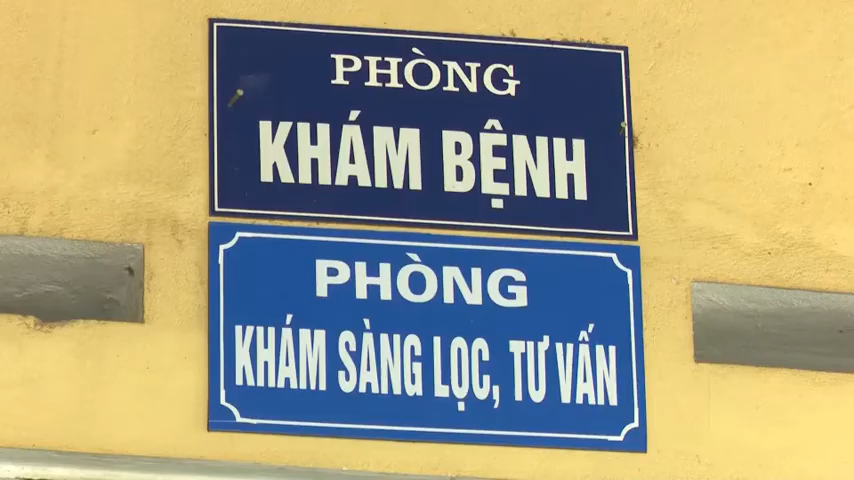 PHÒNG
KHÁM BỆNH
PHÒNG
KHÁM SÀNG LỌC, TƯ VẤN